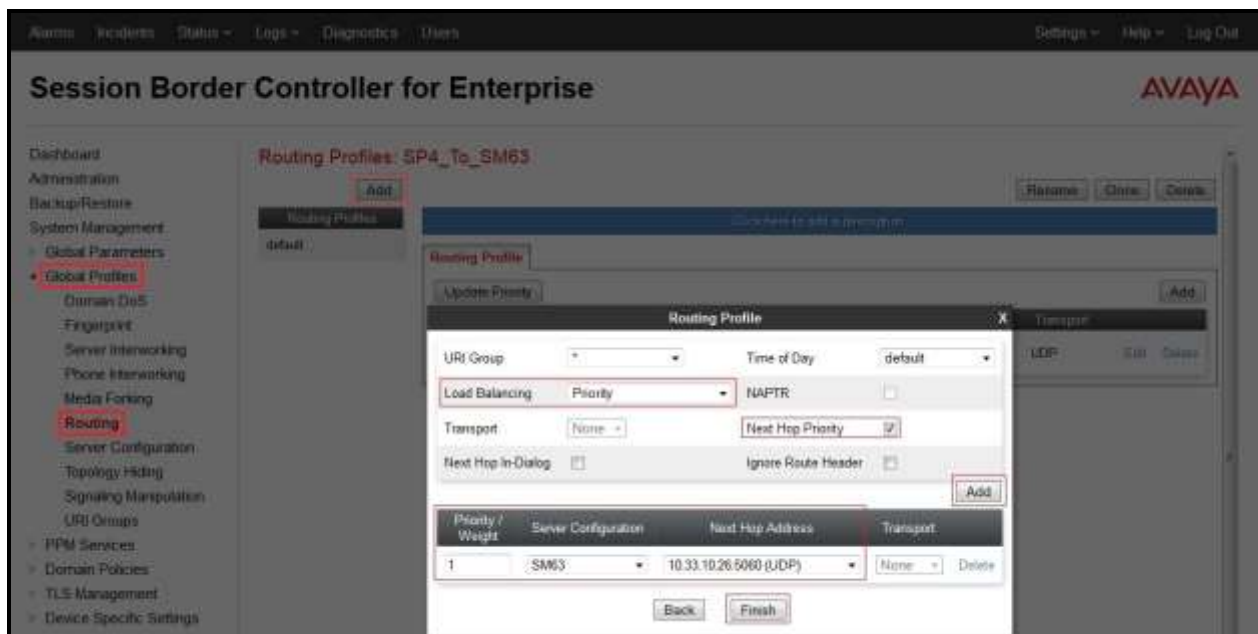 Alarms Incidents Status Logs Diagnostics Users Settings Help Log Out
Session Border Controller for Enterprise
AVAYA
Dashboard
Administration
Backup/Restore
System Management
Global Parameters
Global Profiles
Domain DoS
Fingerprint
Server Interworking
Phone Interworking
Media Forking
Routing
Server Configuration
Topology Hiding
Signaling Manipulation
URI Groups
PPM Services
Domain Policies
TLS Management
Device Specific Settings
Routing Profiles: SP4_To_SM63
Add
Rename Clone Delete
Routing Profiles
default
Click here to add a description.
Routing Profile
Update Priority Add
Transport
UDP Edit Delete
Routing Profile X
URI Group * Time of Day default
Load Balancing Priority NAPTR
Transport None Next Hop Priority
Next Hop In-Dialog Ignore Route Header
Add
Priority / Weight Server Configuration Next Hop Address Transport
1 SM63 10.33.10.26:5060 (UDP) None Delete
Back Finish